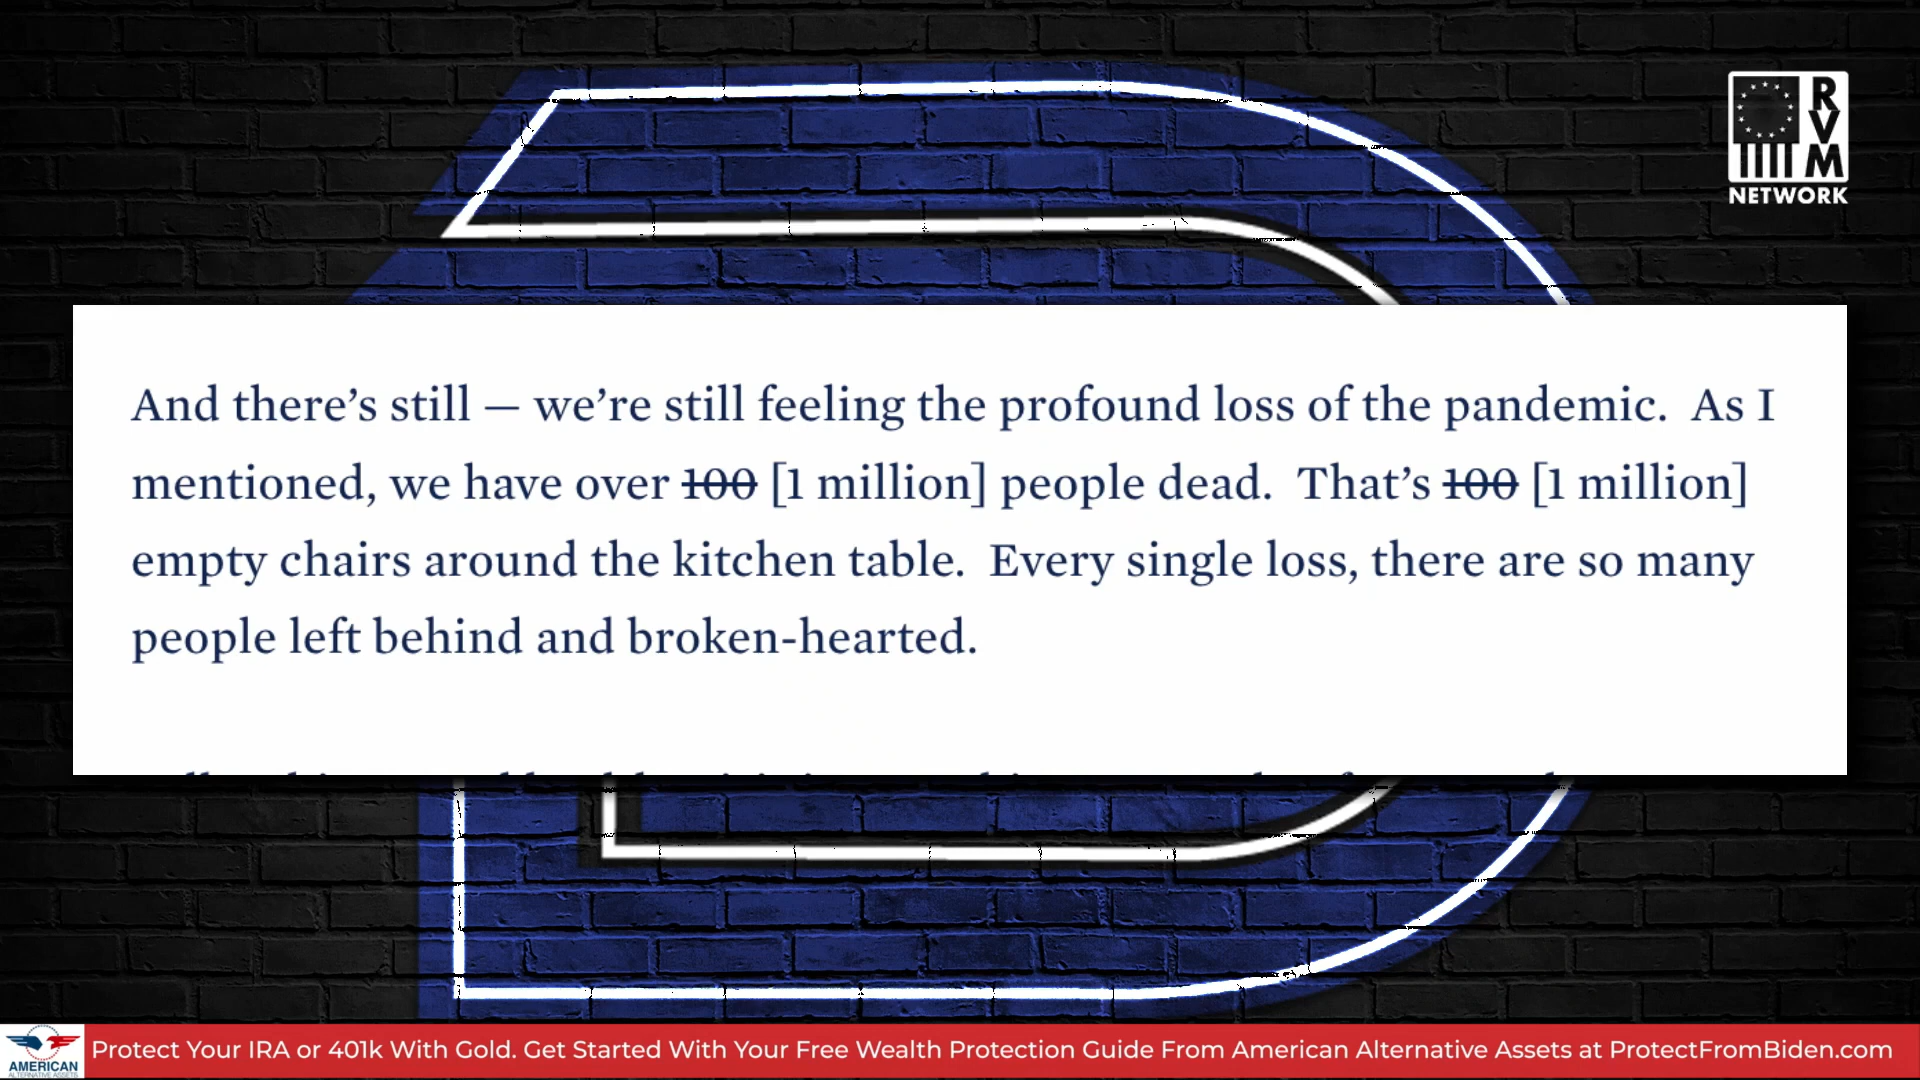 R
V
M
NETWORK
And there’s still — we’re still feeling the profound loss of the pandemic.  As I
mentioned, we have over 100 [1 million] people dead.  That’s 100 [1 million]
empty chairs around the kitchen table.  Every single loss, there are so many
people left behind and broken-hearted.
AMERICAN
ALTERNATIVE ASSETS
Protect Your IRA or 401k With Gold. Get Started With Your Free Wealth Protection Guide From American Alternative Assets at ProtectFromBiden.com